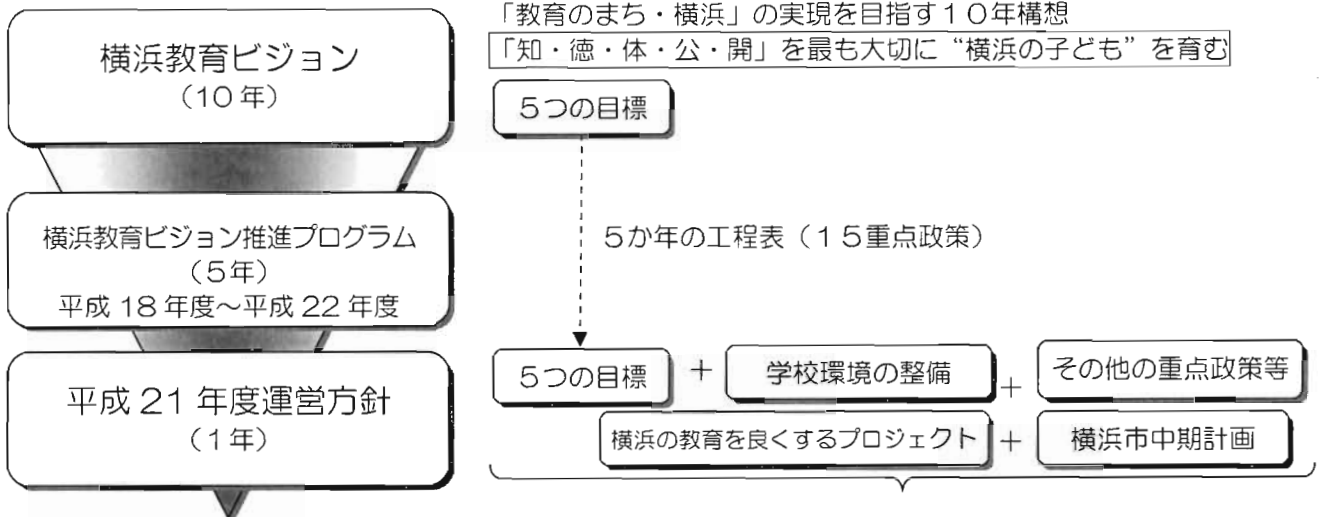 「教育のまち・横浜」の実現を目指す１０年構想
「知・徳・体・公・開」を最も大切に“横浜の子ども”を育む
横浜教育ビジョン
（10年）
５つの目標
横浜教育ビジョン推進プログラム
（5年）
平成 18 年度～平成 22 年度
５か年の工程表（１５重点政策）
平成 21 年度運営方針
（１年）
５つの目標 ＋ 学校環境の整備 ＋ その他の重点政策等
横浜の教育を良くするプロジェクト ＋ 横浜市中期計画